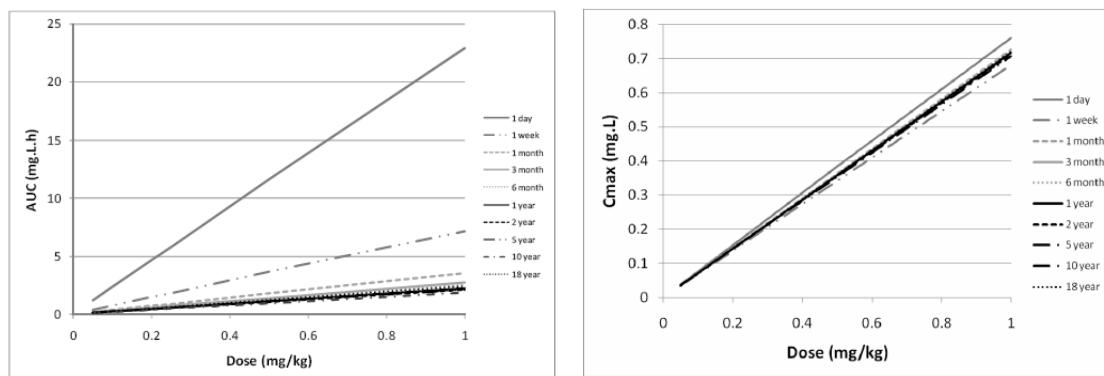 25
20
15
10
5
0
AUC (mg.L.h)
0 0.2 0.4 0.6 0.8 1
Dose (mg/kg)
1 day
1 week
1 month
3 month
6 month
1 year
2 year
5 year
10 year
18 year
0.8
0.7
0.6
0.5
0.4
0.3
0.2
0.1
0
Cmax (mg.L)
0 0.2 0.4 0.6 0.8 1
Dose (mg/kg)
1 day
1 week
1 month
3 month
6 month
1 year
2 year
5 year
10 year
18 year